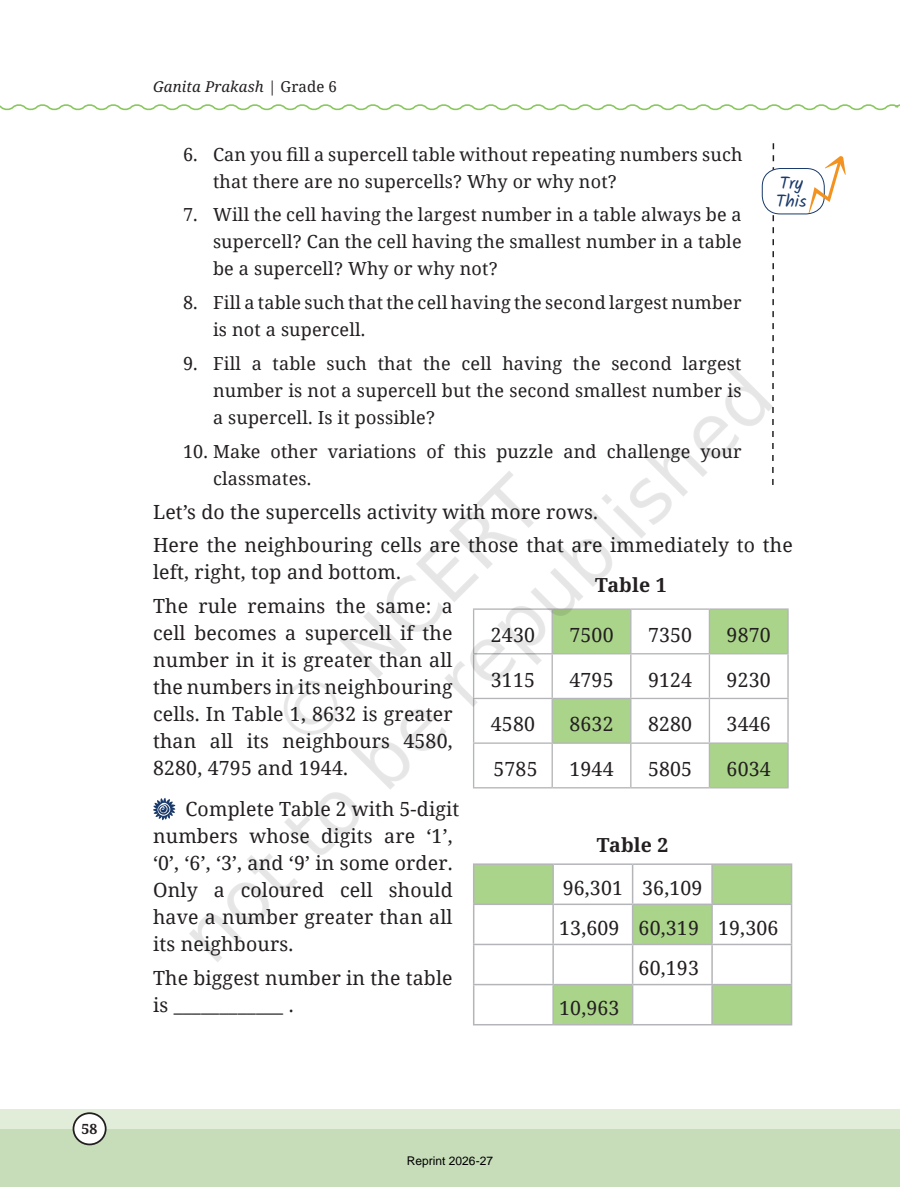 Ganita Prakash | Grade 6
6. Can you fill a supercell table without repeating numbers such
that there are no supercells? Why or why not?
Try
This
7. Will the cell having the largest number in a table always be a
supercell? Can the cell having the smallest number in a table
be a supercell? Why or why not?
8. Fill a table such that the cell having the second largest number
is not a supercell.
9. Fill a table such that the cell having the second largest
number is not a supercell but the second smallest number is
a supercell. Is it possible?
10. Make other variations of this puzzle and challenge your
classmates.
Let’s do the supercells activity with more rows.
Here the neighbouring cells are those that are immediately to the
left, right, top and bottom.
The rule remains the same: a
cell becomes a supercell if the
number in it is greater than all
the numbers in its neighbouring
cells. In Table 1, 8632 is greater
than all its neighbours 4580,
8280, 4795 and 1944.
Table 1
2430 7500 7350 9870
3115 4795 9124 9230
4580 8632 8280 3446
5785 1944 5805 6034
Complete Table 2 with 5-digit
numbers whose digits are ‘1’,
‘0’, ‘6’, ‘3’, and ‘9’ in some order.
Only a coloured cell should
have a number greater than all
its neighbours.
The biggest number in the table
is ____________ .
Table 2
96,301 36,109
13,609 60,319 19,306
60,193
10,963
© NCERT
not to be republished
58
Reprint 2026-27